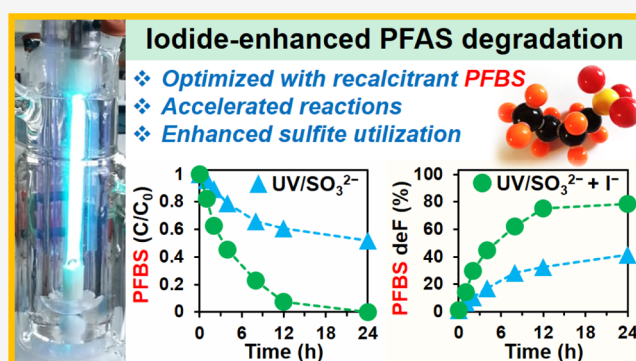 Iodide-enhanced PFAS degradation
❖ Optimized with recalcitrant PFBS
❖ Accelerated reactions
❖ Enhanced sulfite utilization
PFBS (C/C₀)
1
0.8
0.6
0.4
0.2
0
UV/SO₃²⁻
0 6 12 18 24
Time (h)
PFBS deF (%)
100
80
60
40
20
0
UV/SO₃²⁻ + I⁻
0 6 12 18 24
Time (h)